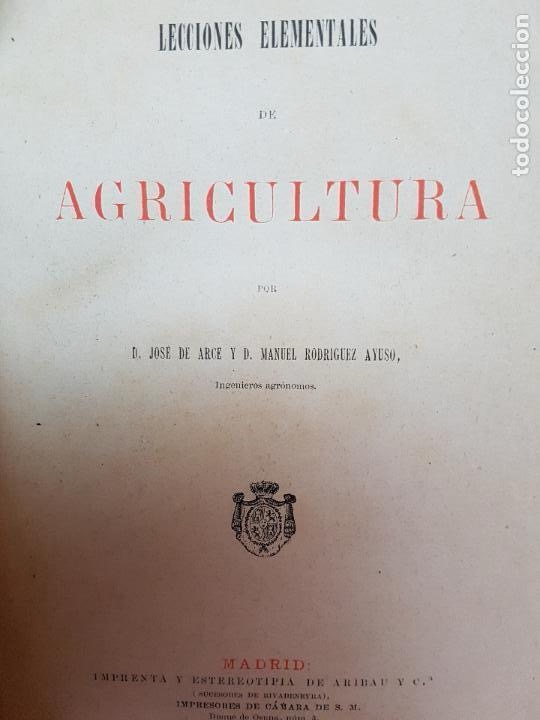 LECCIONES ELEMENTALES
DE
AGRICULTURA
POR
D. JOSÉ DE ARCE Y D. MANUEL RODRIGUEZ AYUSO,
Ingenieros agrónomos.
MADRID:
IMPRENTA Y ESTEREOTIPIA DE ARIBAU Y C.ª
(SUCESORES DE RIVADENEYRA),
IMPRESORES DE CÁMARA DE S. M.
Duque de Osuna, núm. 3.
todocoleccion